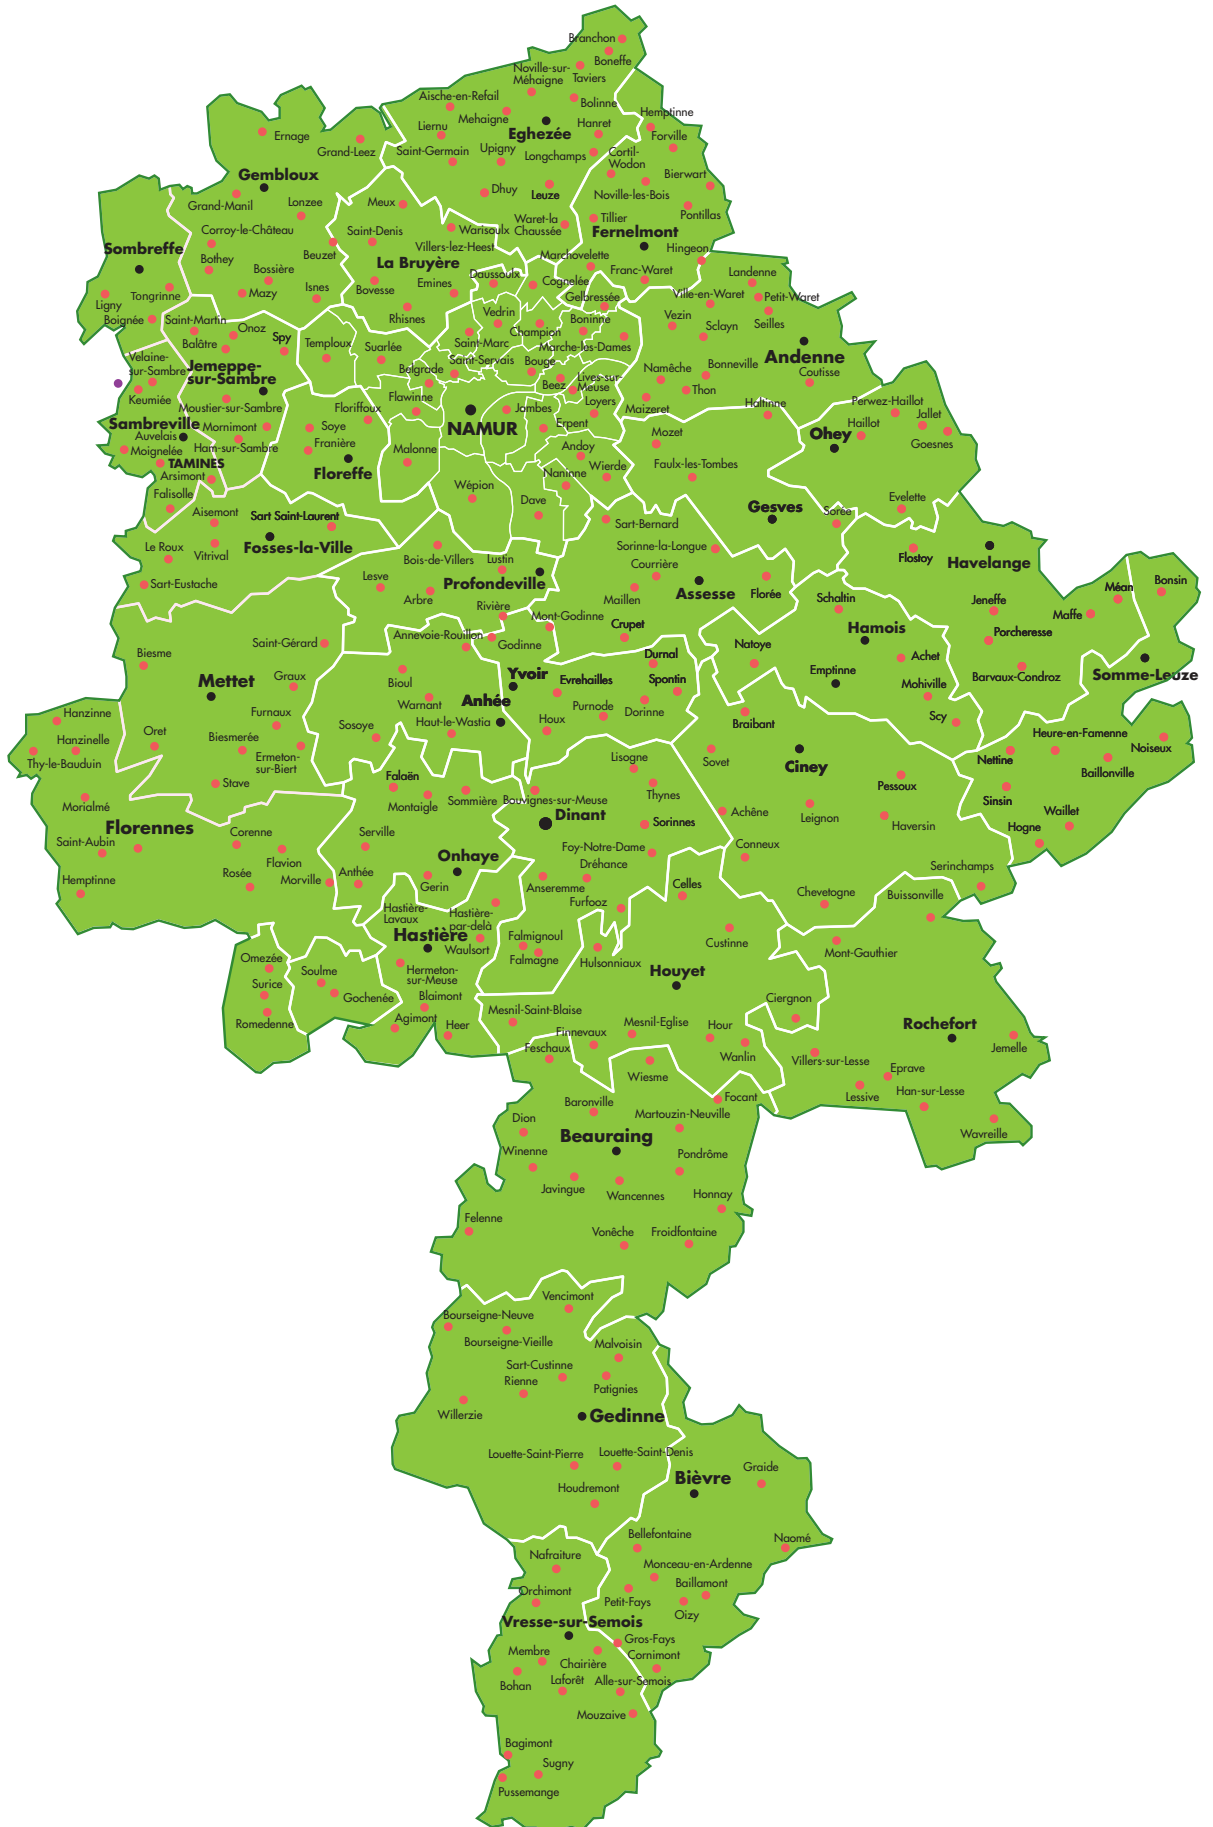 Branchon
Boneffe
Noville-sur-
Méhaigne
Taviers
Aische-en-Refail
Bolinne
Mehaigne
Hemptinne
Liernu
Eghezée
Hanret
Forville
Ernage
Grand-Leez
Saint-Germain
Upigny
Longchamps
Cortil-
Wodon
Bierwart
Gembloux
Dhuy
Leuze
Noville-les-Bois
Grand-Manil
Lonzee
Meux
Pontillas
Corroy-le-Château
Saint-Denis
Warisoulx
Waret-la
Chaussée
Tillier
Fernelmont
Sombreffe
Bothey
Beuzet
Villers-lez-Heest
La Bruyère
Marchovelette
Hingeon
Bossière
Daussoulx
Cognelée
Franc-Waret
Landenne
Ligny
Tongrinne
Mazy
Isnes
Bovesse
Emines
Gelbressée
Ville-en-Waret
Petit-Waret
Boignée
Saint-Martin
Onoz
Rhisnes
Vedrin
Champion
Boninne
Vezin
Sclayn
Seilles
Balâtre
Spy
Temploux
Suarlée
Saint-Marc
Marche-les-Dames
Andenne
Velaine-
sur-Sambre
Jemeppe-
sur-Sambre
Belgrade
Saint-Servais
Bouge
Beez
Lives-sur-
Meuse
Namêche
Bonneville
Coutisse
Keumiée
Moustier-sur-Sambre
Floriffoux
Flawinne
Jambes
Loyers
Maizeret
Thon
Haltinne
Perwez-Haillot
Sambreville
Mornimont
Soye
NAMUR
Erpent
Haillot
Jallet
Auvelais
Moignelée
Ham-sur-Sambre
Franière
Malonne
Andoy
Mozet
Ohey
Goesnes
TAMINES
Arsimont
Floreffe
Naninne
Wierde
Faulx-les-Tombes
Falisolle
Wépion
Dave
Evelette
Aisemont
Sart Saint-Laurent
Gesves
Sorée
Sart-Bernard
Le Roux
Vitrival
Fosses-la-Ville
Bois-de-Villers
Lustin
Sorinne-la-Longue
Flostoy
Havelange
Sart-Eustache
Lesve
Profondeville
Courrière
Assesse
Florée
Méan
Bonsin
Arbre
Rivière
Maillen
Schaltin
Jeneffe
Maffe
Mont-Godinne
Crupet
Hamois
Saint-Gérard
Annevoie-Rouillon
Godinne
Natoye
Porcheresse
Biesme
Durnal
Achet
Mettet
Graux
Bioul
Yvoir
Evrehailles
Spontin
Emptinne
Barvaux-Condroz
Somme-Leuze
Warnant
Anhée
Purnode
Dorinne
Mohiville
Hanzinne
Furnaux
Sosoye
Haut-le-Wastia
Houx
Braibant
Scy
Heure-en-Famenne
Hanzinelle
Oret
Biesmerée
Noiseux
Thy-le-Bauduin
Ermeton-
sur-Biert
Lisogne
Sovet
Ciney
Nettine
Baillonville
Stave
Falaën
Pessoux
Morialmé
Montaigle
Sommière
Bouvignes-sur-Meuse
Thynes
Sinsin
Florennes
Dinant
Sorinnes
Achêne
Leignon
Haversin
Waillet
Saint-Aubin
Corenne
Serville
Hogne
Flavion
Onhaye
Foy-Notre-Dame
Conneux
Hemptinne
Rosée
Morville
Anthée
Gerin
Dréhance
Serinchamps
Anseremme
Celles
Chevetogne
Buissonville
Furfooz
Hastière-
Lavaux
Hastière-
par-delà
Hastière
Falmignoul
Custinne
Waulsort
Falmagne
Hulsonniaux
Mont-Gauthier
Omezée
Soulme
Hermeton-
sur-Meuse
Houyet
Surice
Gochenée
Blaimont
Ciergnon
Romedenne
Agimont
Mesnil-Saint-Blaise
Heer
Finnevaux
Mesnil-Eglise
Hour
Rochefort
Feschaux
Wanlin
Villers-sur-Lesse
Jemelle
Wiesme
Eprave
Baronville
Focant
Lessive
Han-sur-Lesse
Dion
Martouzin-Neuville
Wavreille
Beauraing
Winenne
Pondrôme
Javingue
Wancennes
Honnay
Felenne
Vonêche
Froidfontaine
Vencimont
Bourseigne-Neuve
Bourseigne-Vieille
Malvoisin
Sart-Custinne
Rienne
Patignies
Willerzie
Gedinne
Louette-Saint-Pierre
Louette-Saint-Denis
Graide
Bièvre
Houdremont
Bellefontaine
Naomé
Nafraiture
Monceau-en-Ardenne
Orchimont
Baillamont
Petit-Fays
Oizy
Vresse-sur-Semois
Gros-Fays
Membre
Chairière
Cornimont
Bohan
Laforêt
Alle-sur-Semois
Mouzaive
Bagimont
Sugny
Pussemange